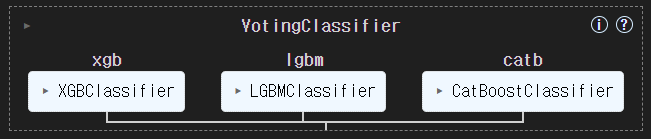 ▸ VotingClassifier i ?
xgb lgbm catb
▸ XGBClassifier ▸ LGBMClassifier ▸ CatBoostClassifier